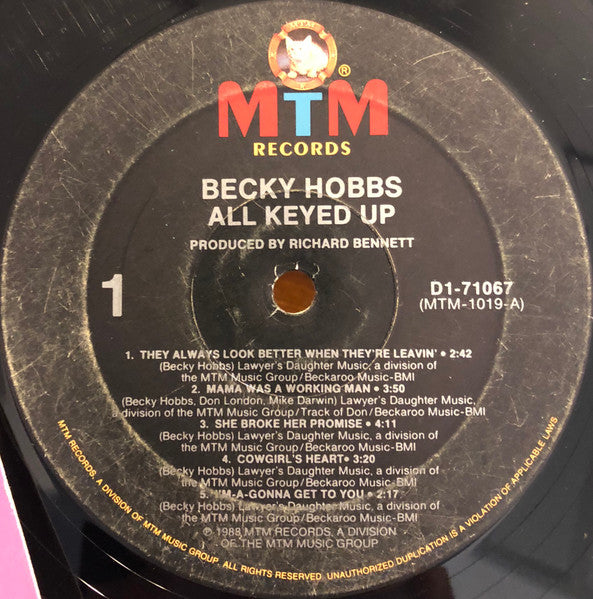 MTM
®
RECORDS
BECKY HOBBS
ALL KEYED UP
PRODUCED BY RICHARD BENNETT
1
D1-71067
(MTM-1019-A)
1. THEY ALWAYS LOOK BETTER WHEN THEY'RE LEAVIN' • 2:42
(Becky Hobbs) Lawyer's Daughter Music, a division of
the MTM Music Group/Beckaroo Music-BMI
2. MAMA WAS A WORKING MAN • 3:50
(Becky Hobbs, Don London, Mike Darwin) Lawyer's Daughter Music,
a division of the MTM Music Group/Track of Don/Beckaroo Music-BMI
3. SHE BROKE HER PROMISE • 4:11
(Becky Hobbs) Lawyer's Daughter Music, a division of
the MTM Music Group/Beckaroo Music-BMI
4. COWGIRL'S HEART • 3:20
(Becky Hobbs) Lawyer's Daughter Music, a division of
the MTM Music Group/Beckaroo Music-BMI
5. I'M-A-GONNA GET TO YOU • 2:17
(Becky Hobbs) Lawyer's Daughter Music, a division of
the MTM Music Group/Beckaroo Music-BMI
℗ 1988 MTM RECORDS, A DIVISION
OF THE MTM MUSIC GROUP
MTM RECORDS, A DIVISION OF MTM MUSIC GROUP. ALL RIGHTS RESERVED. UNAUTHORIZED DUPLICATION IS A VIOLATION OF APPLICABLE LAWS